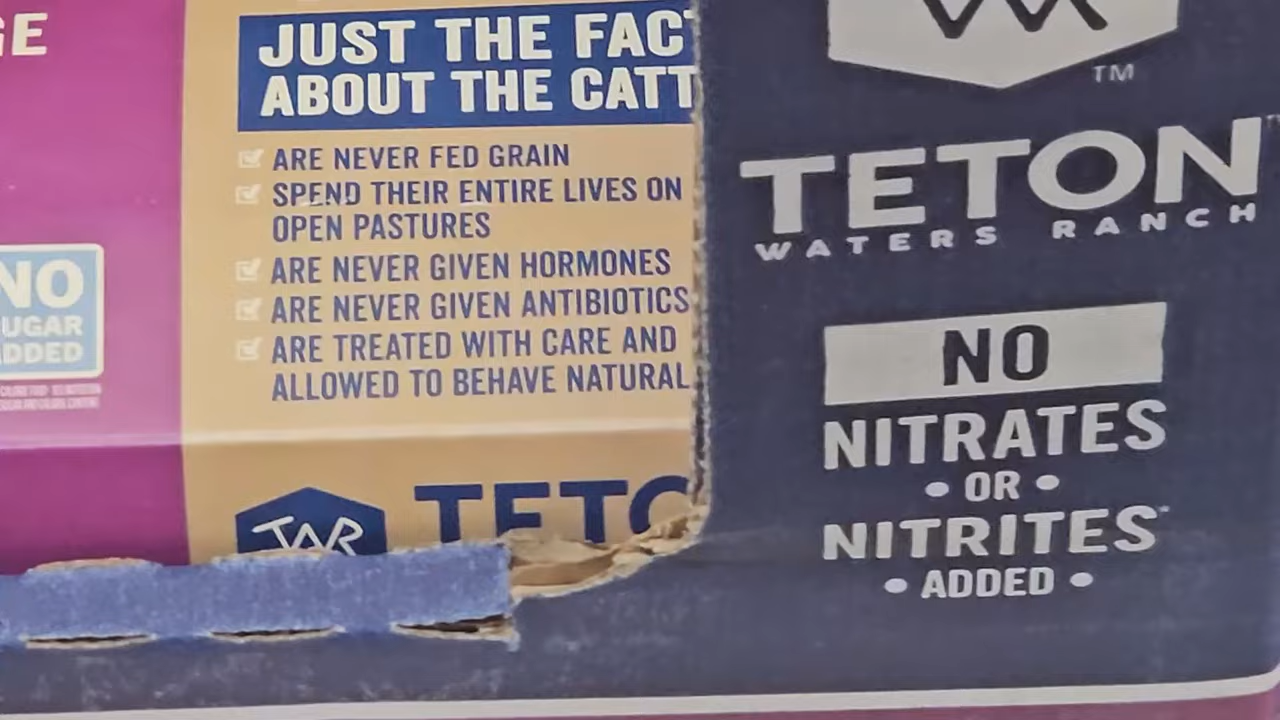 GE
JUST THE FAC
ABOUT THE CATT
ARE NEVER FED GRAIN
SPEND THEIR ENTIRE LIVES ON
OPEN PASTURES
ARE NEVER GIVEN HORMONES
ARE NEVER GIVEN ANTIBIOTICS
ARE TREATED WITH CARE AND
ALLOWED TO BEHAVE NATURAL
NO
UGAR
DDED
TWR
TETO
TM
TETON
WATERS RANCH
NO
NITRATES
• OR •
NITRITES
• ADDED •